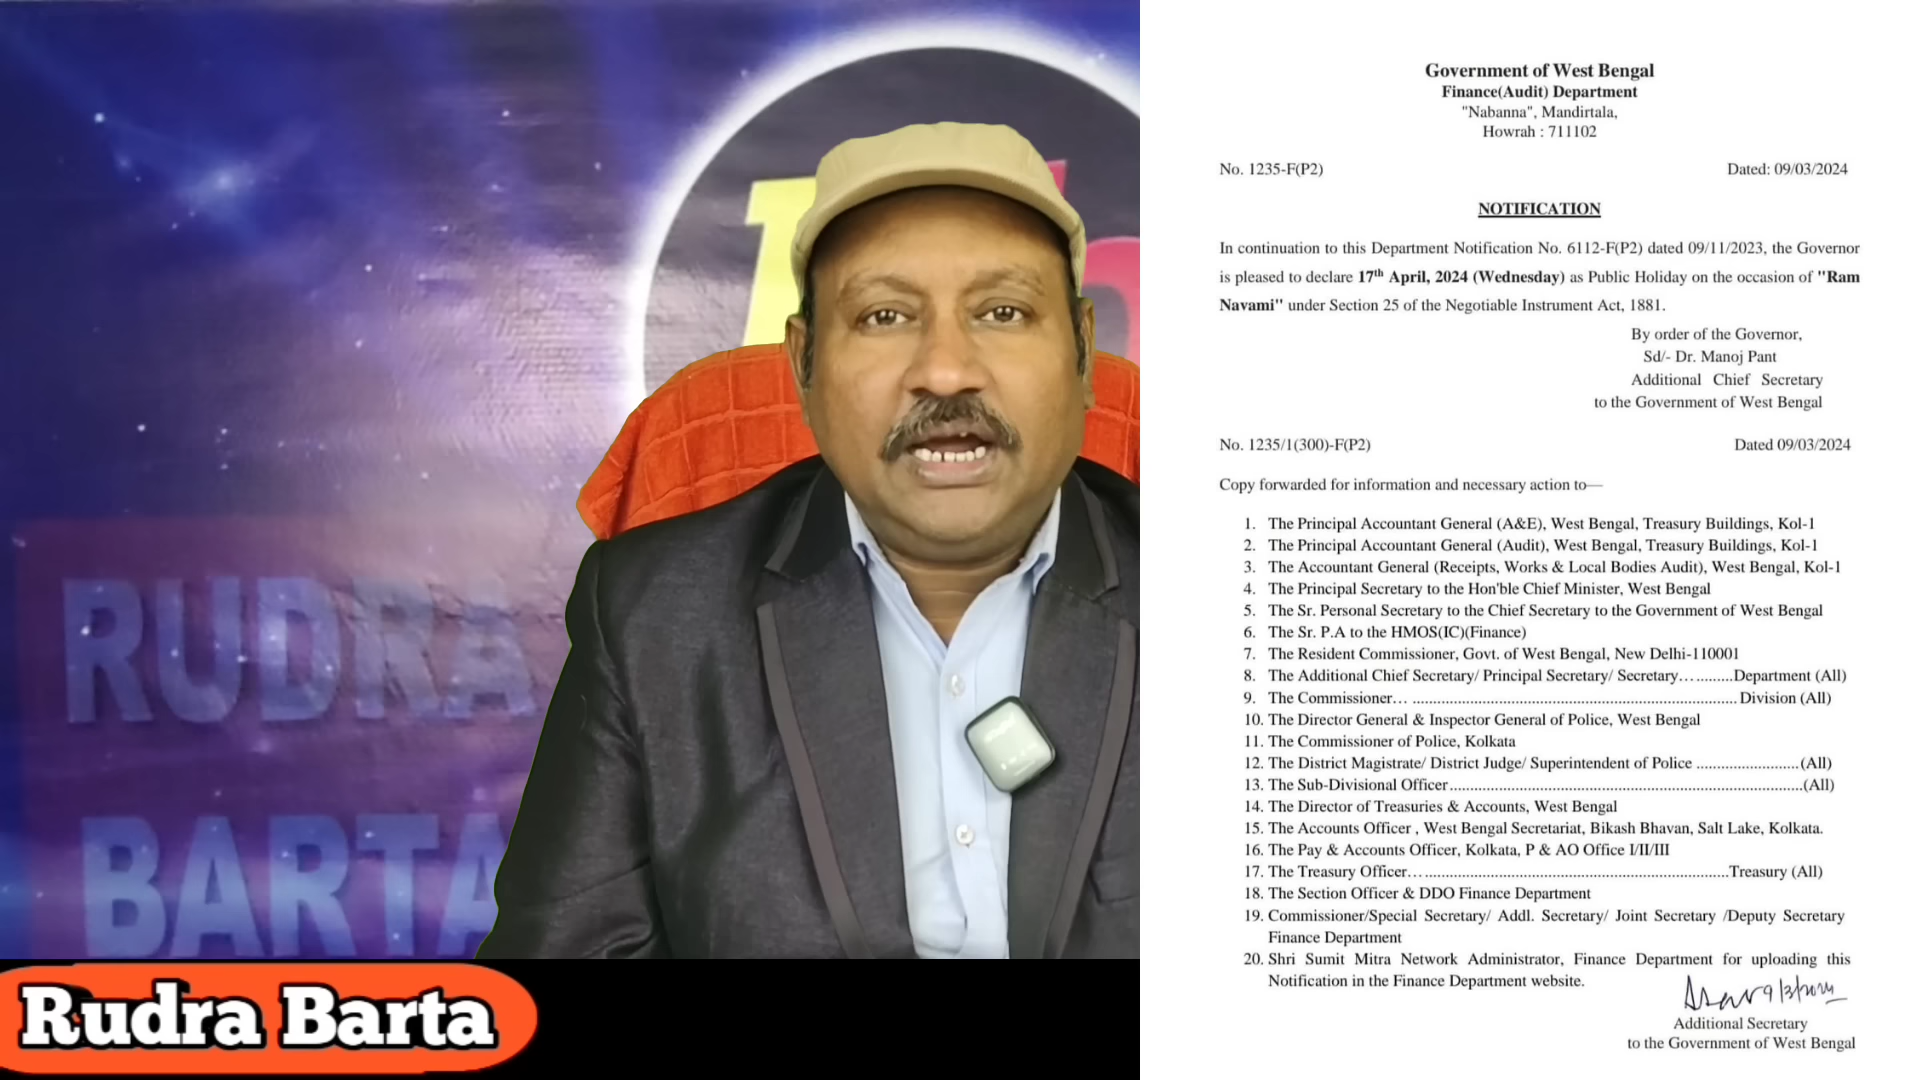 RUDRA
BARTA
Rudra Barta
Government of West Bengal
Finance(Audit) Department
"Nabanna", Mandirtala,
Howrah : 711102
No. 1235-F(P2) Dated: 09/03/2024
NOTIFICATION
In continuation to this Department Notification No. 6112-F(P2) dated 09/11/2023, the Governor
is pleased to declare 17th April, 2024 (Wednesday) as Public Holiday on the occasion of "Ram
Navami" under Section 25 of the Negotiable Instrument Act, 1881.
By order of the Governor,
Sd/- Dr. Manoj Pant
Additional Chief Secretary
to the Government of West Bengal
No. 1235/1(300)-F(P2) Dated 09/03/2024
Copy forwarded for information and necessary action to—
1. The Principal Accountant General (A&E), West Bengal, Treasury Buildings, Kol-1
2. The Principal Accountant General (Audit), West Bengal, Treasury Buildings, Kol-1
3. The Accountant General (Receipts, Works & Local Bodies Audit), West Bengal, Kol-1
4. The Principal Secretary to the Hon'ble Chief Minister, West Bengal
5. The Sr. Personal Secretary to the Chief Secretary to the Government of West Bengal
6. The Sr. P.A to the HMOS(IC)(Finance)
7. The Resident Commissioner, Govt. of West Bengal, New Delhi-110001
8. The Additional Chief Secretary/ Principal Secretary/ Secretary............Department (All)
9. The Commissioner... ........................................................................ Division (All)
10. The Director General & Inspector General of Police, West Bengal
11. The Commissioner of Police, Kolkata
12. The District Magistrate/ District Judge/ Superintendent of Police .......................(All)
13. The Sub-Divisional Officer...............................................................................(All)
14. The Director of Treasuries & Accounts, West Bengal
15. The Accounts Officer , West Bengal Secretariat, Bikash Bhavan, Salt Lake, Kolkata.
16. The Pay & Accounts Officer, Kolkata, P & AO Office I/II/III
17. The Treasury Officer.......................................................................Treasury (All)
18. The Section Officer & DDO Finance Department
19. Commissioner/Special Secretary/ Addl. Secretary/ Joint Secretary /Deputy Secretary
Finance Department
20. Shri Sumit Mitra Network Administrator, Finance Department for uploading this
Notification in the Finance Department website.
Additional Secretary
to the Government of West Bengal